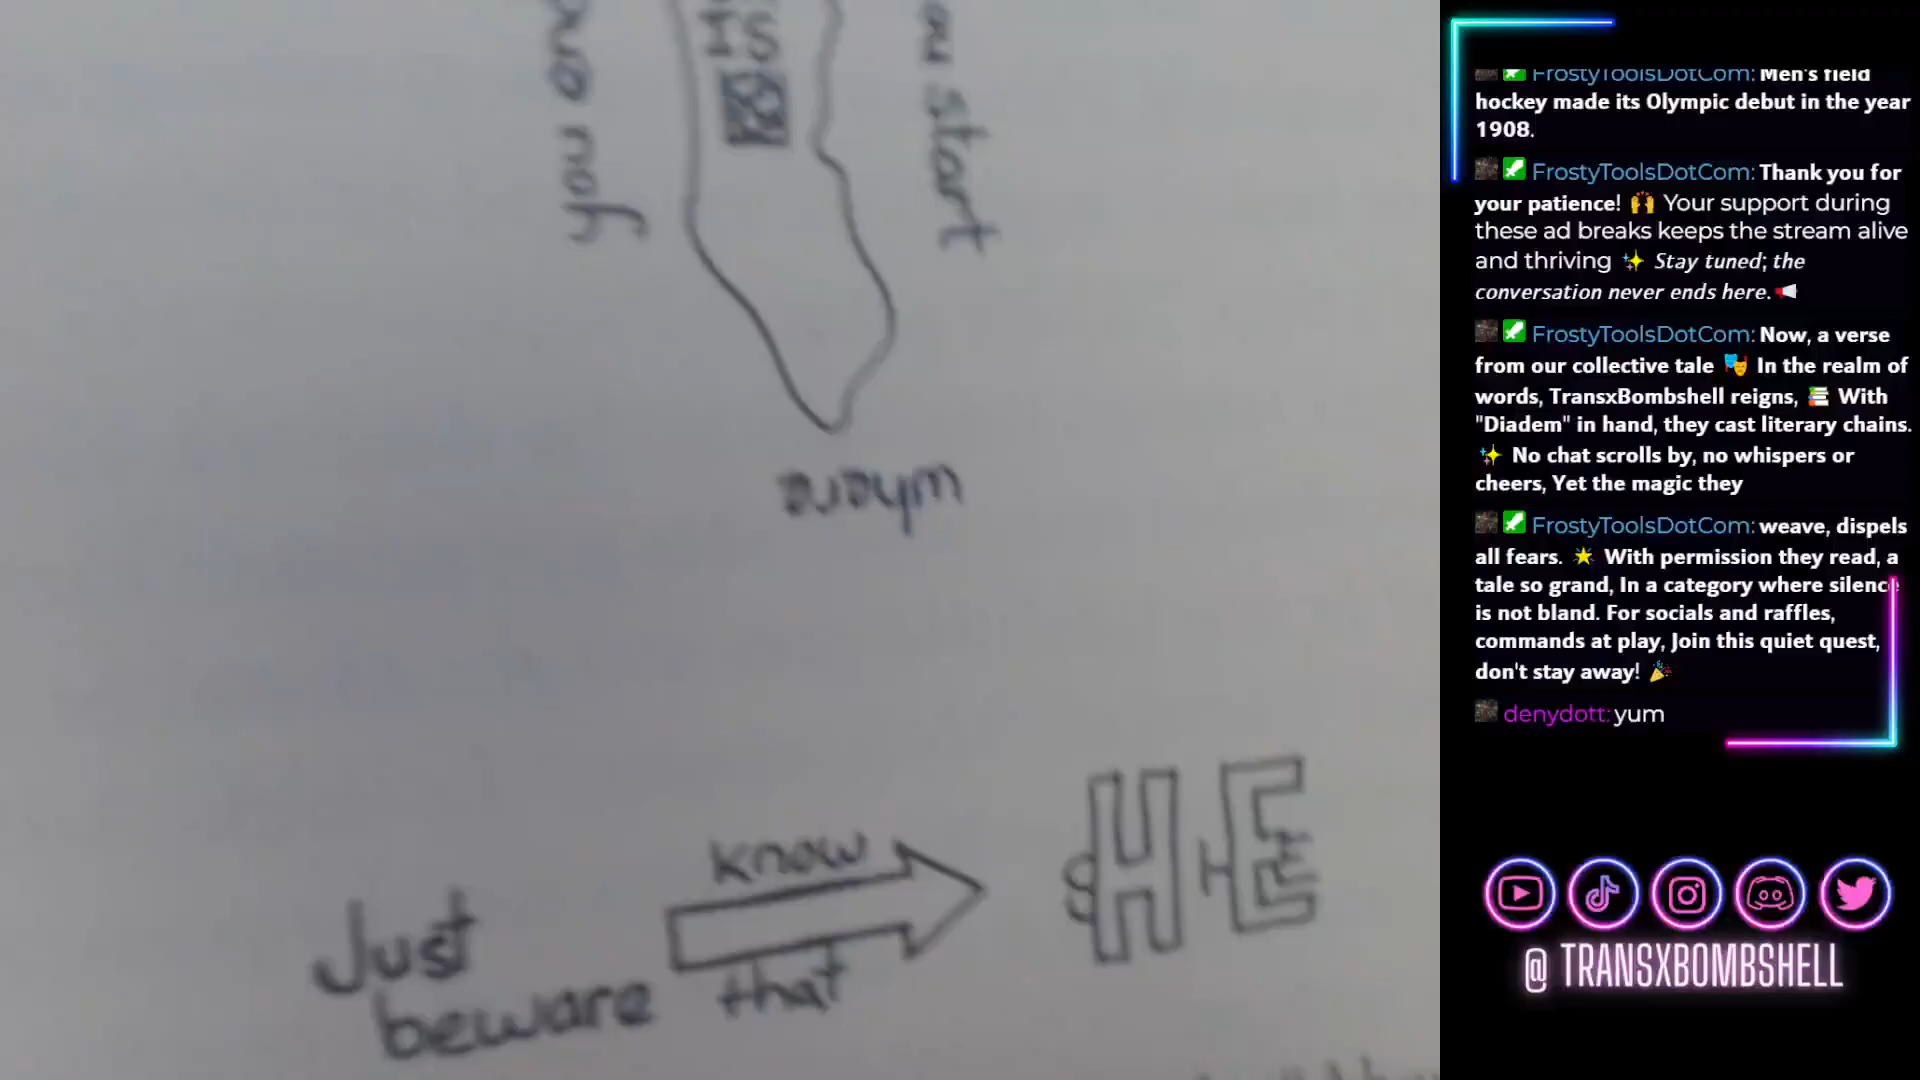 you
ou start
where
know
Just
beware
that
FrostyToolsDotCom: Men's field
hockey made its Olympic debut in the year
1908.
FrostyToolsDotCom: Thank you for
your patience! 🙌 Your support during
these ad breaks keeps the stream alive
and thriving ✨ Stay tuned; the
conversation never ends here. 📢
FrostyToolsDotCom: Now, a verse
from our collective tale 🎭 In the realm of
words, TransxBombshell reigns, 📚 With
"Diadem" in hand, they cast literary chains.
✨ No chat scrolls by, no whispers or
cheers, Yet the magic they
FrostyToolsDotCom: weave, dispels
all fears. 🌟 With permission they read, a
tale so grand, In a category where silence
is not bland. For socials and raffles,
commands at play, Join this quiet quest,
don't stay away! 🎉
denydott: yum
@ TRANSXBOMBSHELL